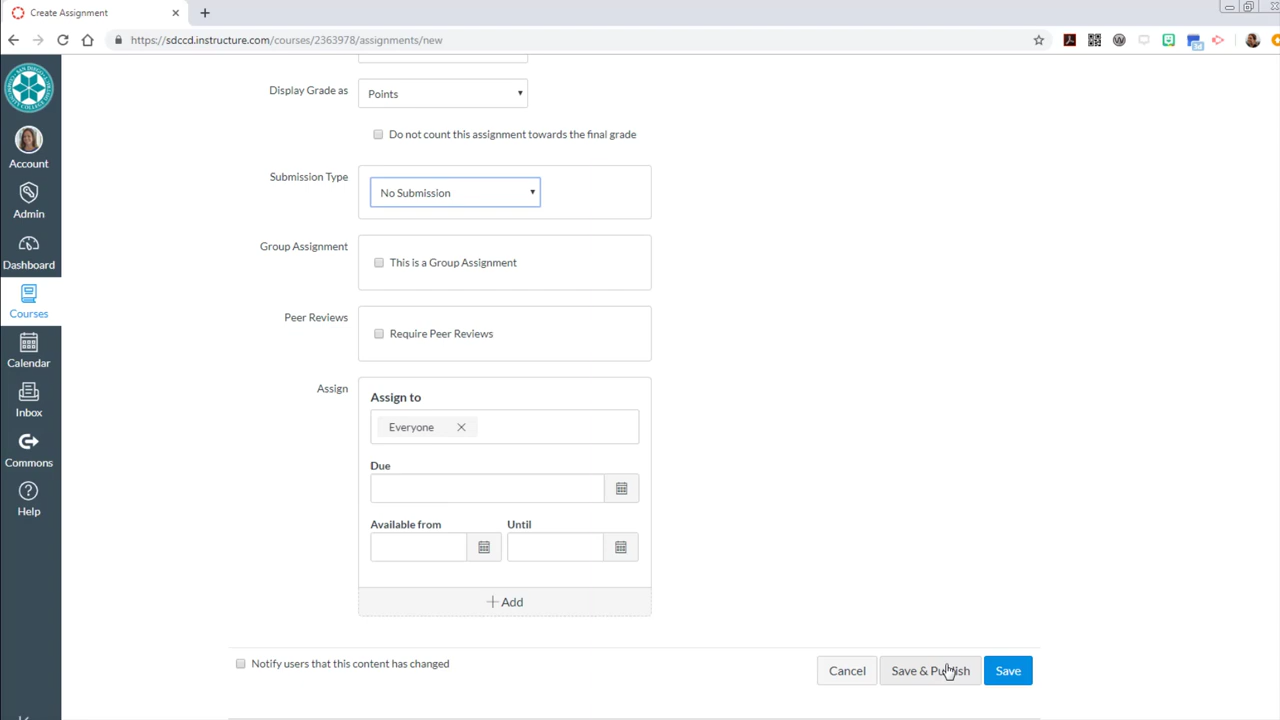 Create Assignment
https://sdccd.instructure.com/courses/2363978/assignments/new
Account
Admin
Dashboard
Courses
Calendar
Inbox
Commons
Help
Display Grade as
Points
Do not count this assignment towards the final grade
Submission Type
No Submission
Group Assignment
This is a Group Assignment
Peer Reviews
Require Peer Reviews
Assign
Assign to
Everyone
Due
Available from
Until
+ Add
Notify users that this content has changed
Cancel
Save & Publish
Save